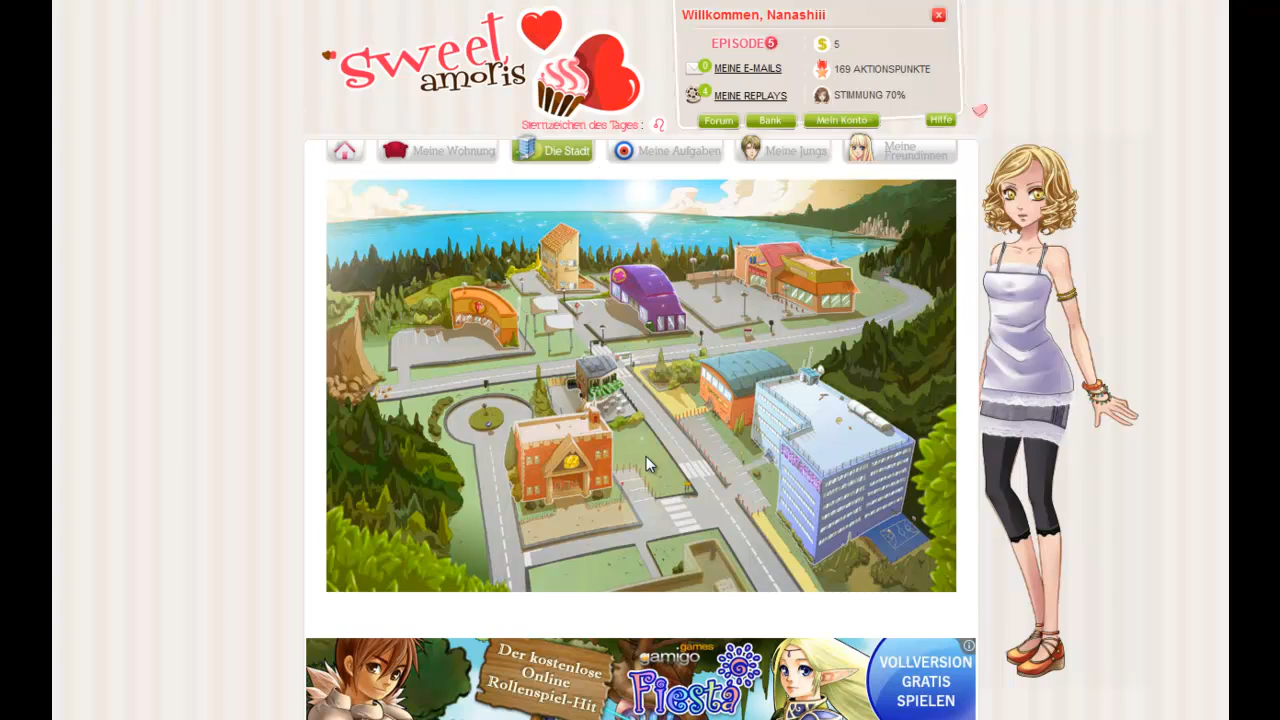 sweet
amoris
Sternzeichen des Tages :
Willkommen, Nanashiii
EPISODE 5
5
0 MEINE E-MAILS
169 AKTIONSPUNKTE
4 MEINE REPLAYS
STIMMUNG 70%
Forum
Bank
Mein Konto
Hilfe
Meine Wohnung
Die Stadt
Meine Aufgaben
Meine Jungs
Meine
Freundinnen
Der kostenlose
Online
Rollenspiel-Hit
games
gamigo
Fiesta
VOLLVERSION
GRATIS
SPIELEN